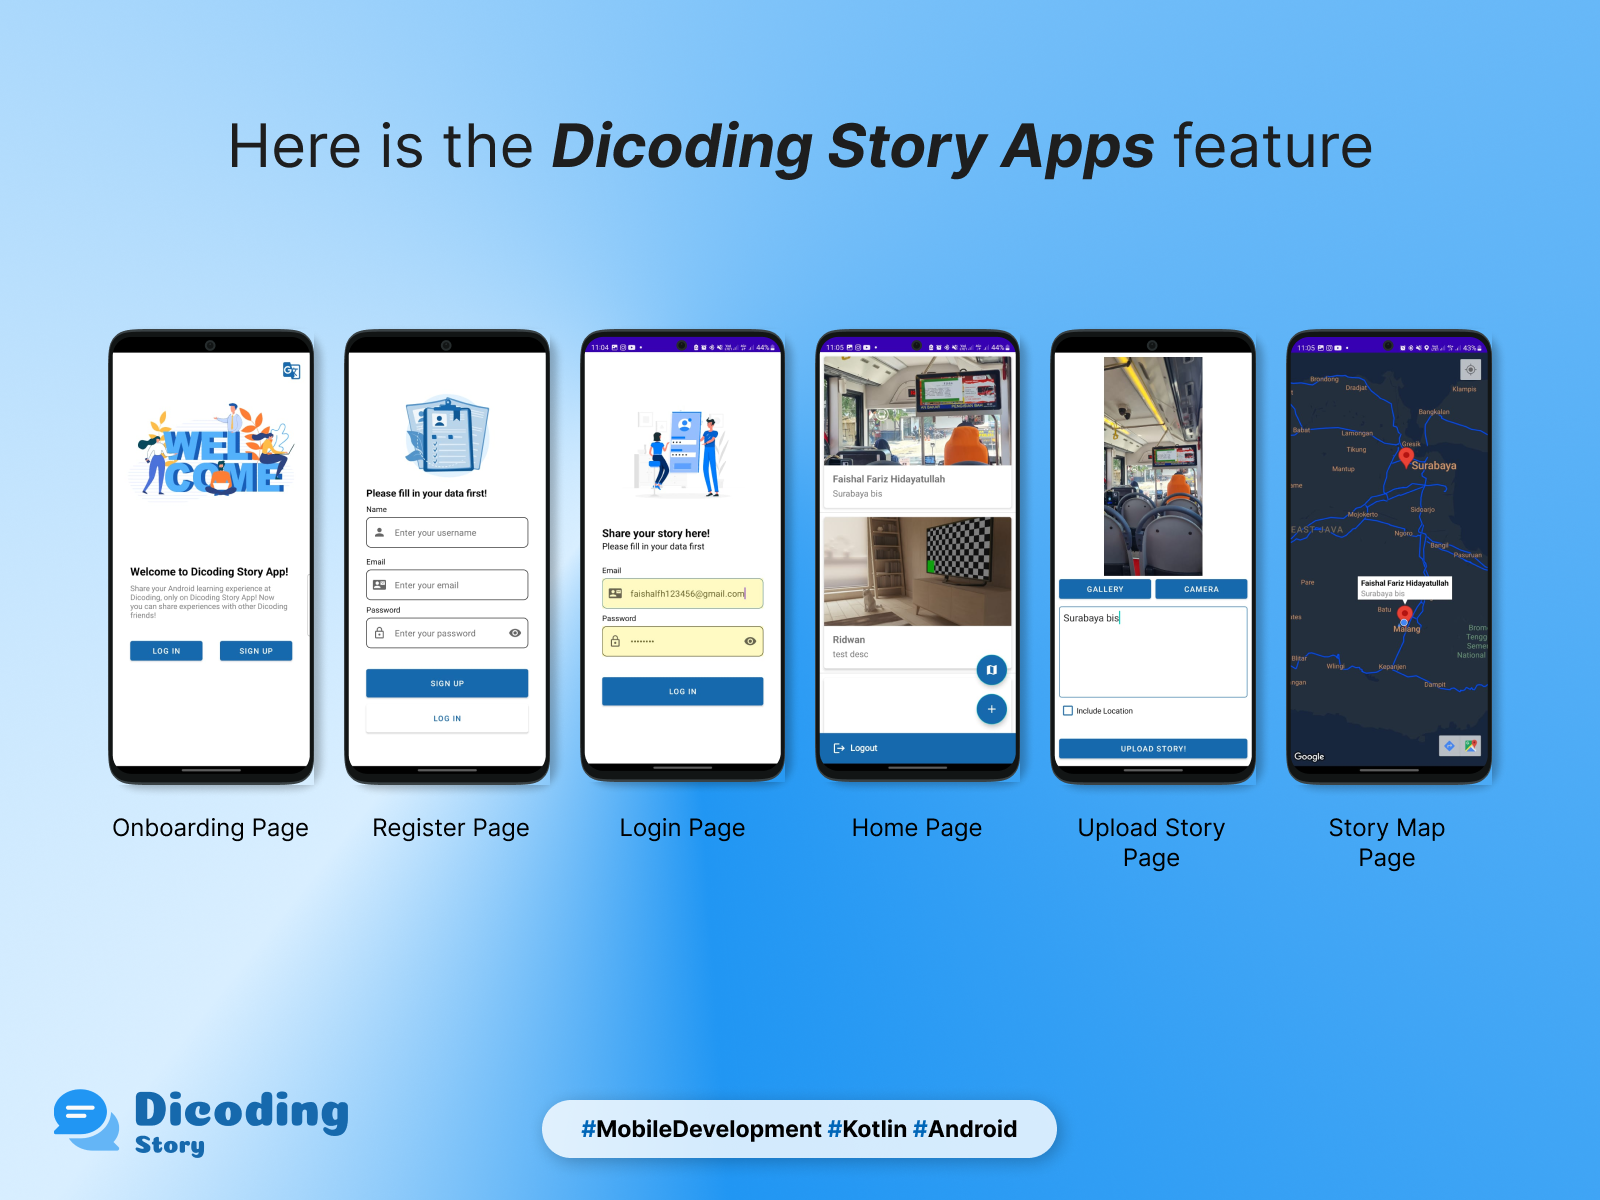 Here is the Dicoding Story Apps feature
WEL
COME
Welcome to Dicoding Story App!
Share your Android learning experience at
Dicoding, only on Dicoding Story App! Now
you can share experiences with other Dicoding
friends!
LOG IN
SIGN UP
Onboarding Page
Please fill in your data first!
Name
Enter your username
Email
Enter your email
Password
Enter your password
SIGN UP
LOG IN
Register Page
11:04
44%
Share your story here!
Please fill in your data first
Email
faishalfh123456@gmail.com
Password
LOG IN
Login Page
11:05
44%
Faishal Fariz Hidayatullah
Surabaya bis
Ridwan
test desc
Logout
Home Page
GALLERY
CAMERA
Surabaya bis
Include Location
UPLOAD STORY!
Upload Story
Page
11:05
43%
Brondong
Dradjat
Klampis
Bangkalan
Babat
Lamongan
Gresik
Tikung
Surabaya
Mantup
ame
Sidoarjo
Mojokerto
EAST JAVA
Ngoro
Bangil
Pasuruan
Pare
Faishal Fariz Hidayatullah
Surabaya bis
Batu
Malang
Brom
Tengg
Seme
National
Blitar
Wlingi
Kepanjen
ngan
Dampit
Google
Story Map
Page
Dicoding
Story
#MobileDevelopment #Kotlin #Android